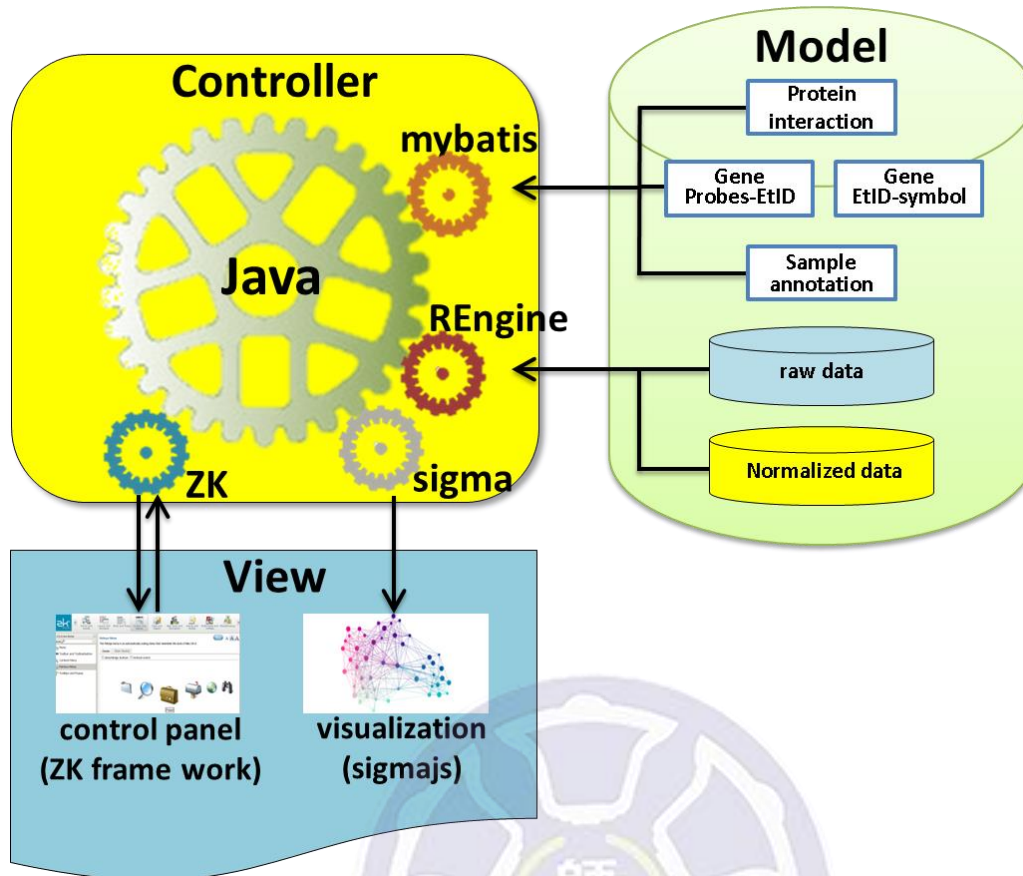 Controller
mybatis
Java
REngine
ZK
sigma
Model
Protein
interaction
Gene
Probes-EtID
Gene
EtID-symbol
Sample
annotation
raw data
Normalized data
View
control panel
(ZK frame work)
visualization
(sigmajs)
師